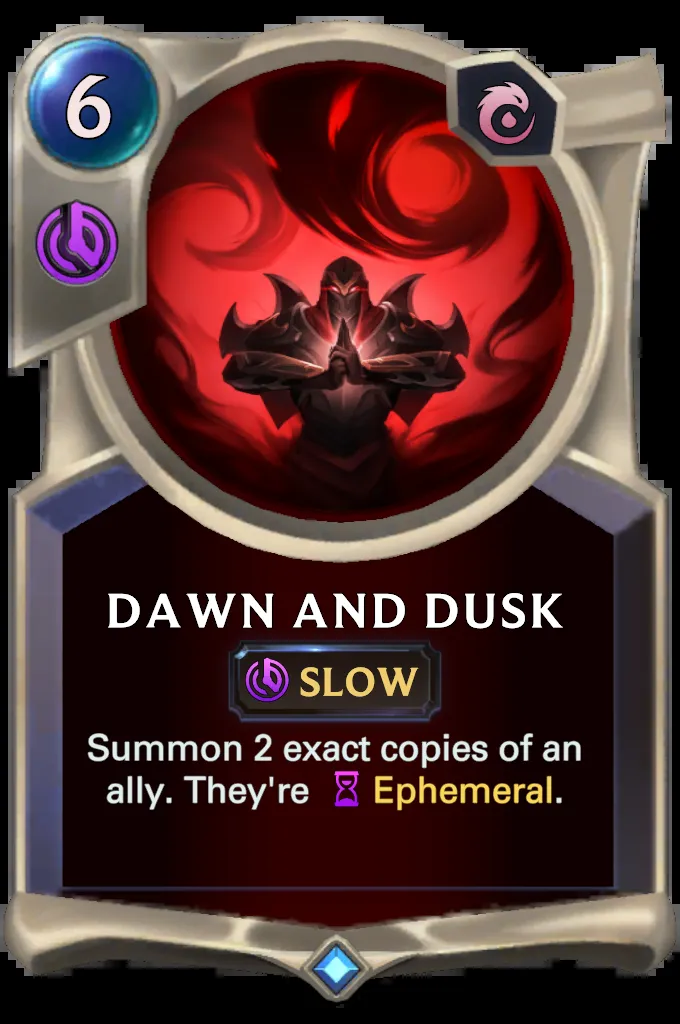 6
DAWN AND DUSK
SLOW
Summon 2 exact copies of an
ally. They're Ephemeral.